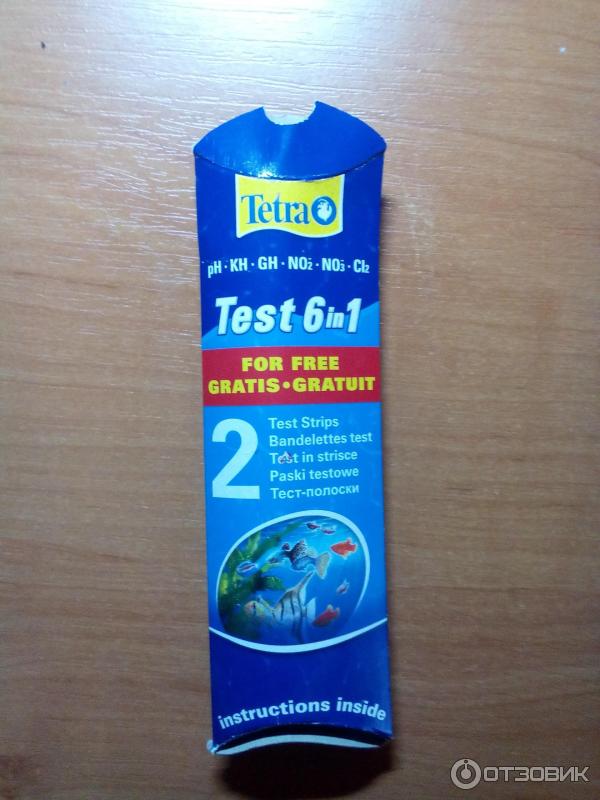 Tetra
pH · KH · GH · NO₂⁻ · NO₃⁻ · Cl₂
Test 6in1
FOR FREE
GRATIS • GRATUIT
2
Test Strips
Bandelettes test
Test in strisce
Paski testowe
Тест-полоски
instructions inside
ОТЗОВИК